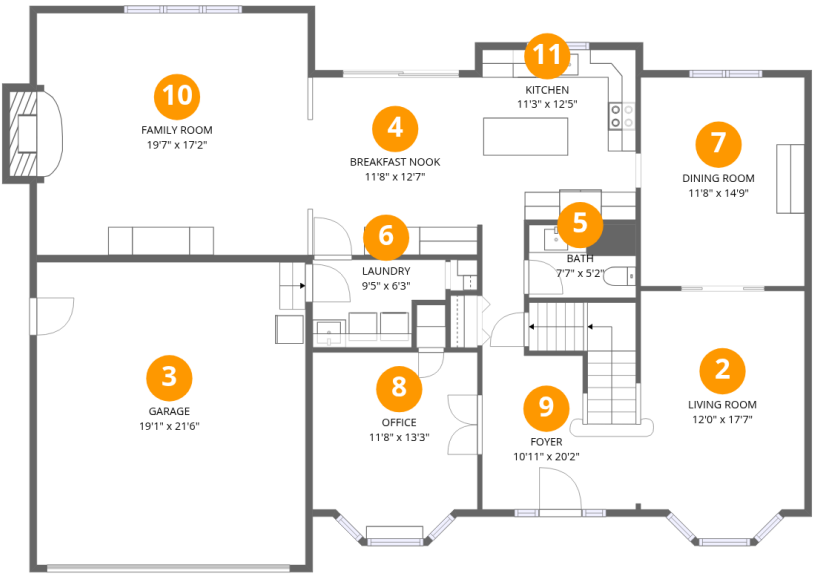 11
KITCHEN
11'3" x 12'5"
10
FAMILY ROOM
19'7" x 17'2"
4
BREAKFAST NOOK
11'8" x 12'7"
7
DINING ROOM
11'8" x 14'9"
6
LAUNDRY
9'5" x 6'3"
5
BATH
7'7" x 5'2"
3
GARAGE
19'1" x 21'6"
8
OFFICE
11'8" x 13'3"
9
FOYER
10'11" x 20'2"
2
LIVING ROOM
12'0" x 17'7"